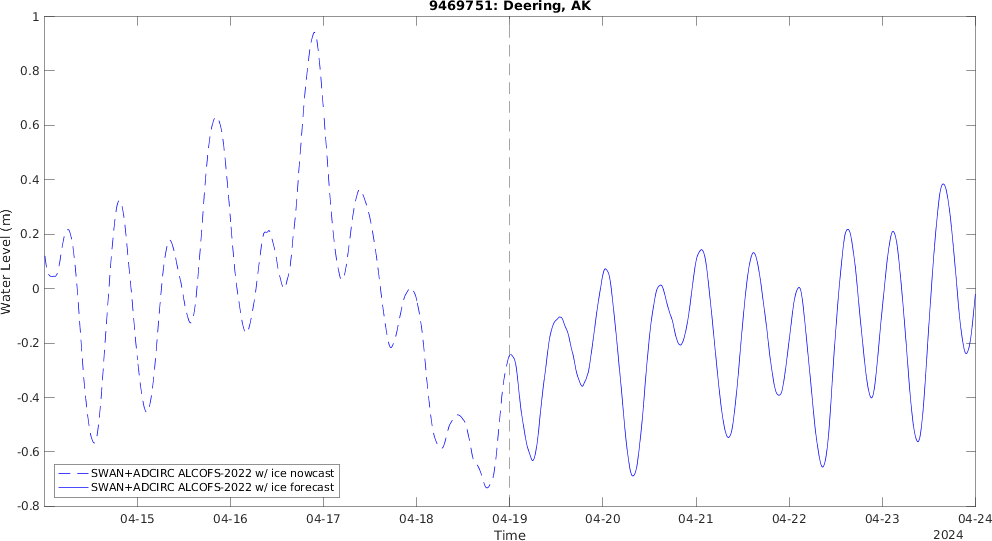 9469751: Deering, AK
Water Level (m)
1
0.8
0.6
0.4
0.2
0
-0.2
-0.4
-0.6
-0.8
SWAN+ADCIRC ALCOFS-2022 w/ ice nowcast
SWAN+ADCIRC ALCOFS-2022 w/ ice forecast
04-15 04-16 04-17 04-18 04-19 04-20 04-21 04-22 04-23 04-24
Time
2024